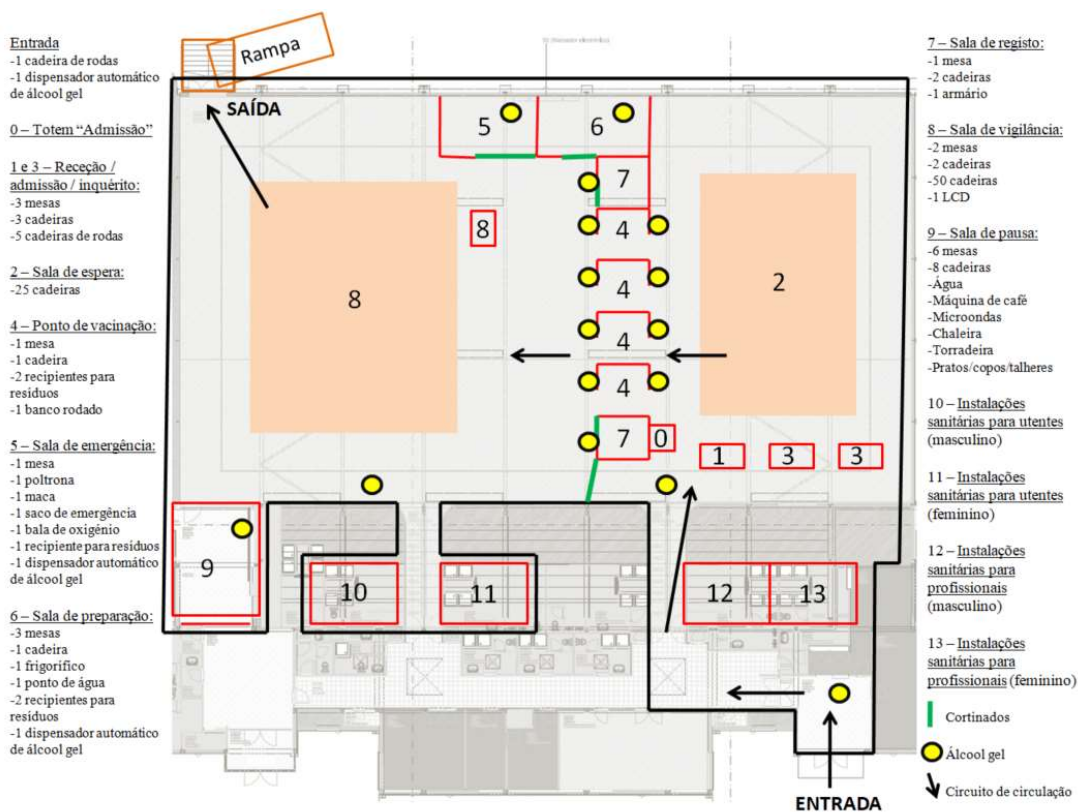 Entrada
-1 cadeira de rodas
-1 dispensador automático
de álcool gel
0 – Totem “Admissão”
1 e 3 – Receção /
admissão / inquérito:
-3 mesas
-3 cadeiras
-5 cadeiras de rodas
2 – Sala de espera:
-25 cadeiras
4 – Ponto de vacinação:
-1 mesa
-1 cadeira
-2 recipientes para
resíduos
-1 banco rodado
5 – Sala de emergência:
-1 mesa
-1 poltrona
-1 maca
-1 saco de emergência
-1 bala de oxigénio
-1 recipiente para resíduos
-1 dispensador automático
de álcool gel
6 – Sala de preparação:
-3 mesas
-1 cadeira
-1 frigorifico
-1 ponto de água
-2 recipientes para
resíduos
-1 dispensador automático
de álcool gel
Rampa
SAÍDA
5
6
7
8
4
8
4
2
4
4
7
0
1
3
3
9
10
11
12
13
ENTRADA
7 – Sala de registo:
-1 mesa
-2 cadeiras
-1 armário
8 – Sala de vigilância:
-2 mesas
-2 cadeiras
-50 cadeiras
-1 LCD
9 – Sala de pausa:
-6 mesas
-8 cadeiras
-Água
-Máquina de café
-Microondas
-Chaleira
-Torradeira
-Pratos/copos/talheres
10 – Instalações
sanitárias para utentes
(masculino)
11 – Instalações
sanitárias para utentes
(feminino)
12 – Instalações
sanitárias para
profissionais
(masculino)
13 – Instalações
sanitárias para
profissionais (feminino)
Cortinados
Álcool gel
Circuito de circulação